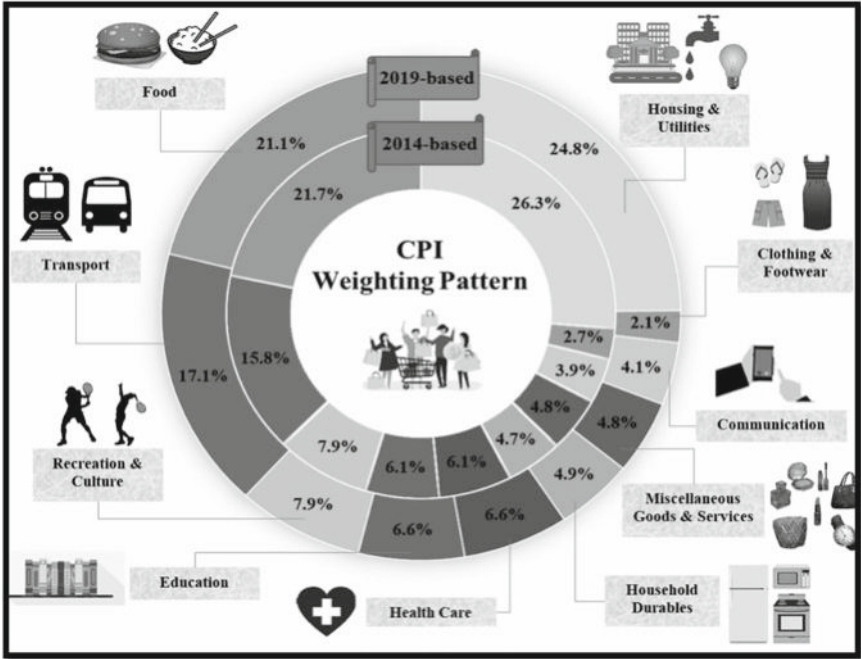 2019-based
2014-based
Food
21.1%
21.7%
Housing &
Utilities
24.8%
26.3%
CPI
Weighting Pattern
Transport
17.1%
15.8%
Clothing &
Footwear
2.1%
2.7%
Communication
4.1%
3.9%
Recreation &
Culture
7.9%
7.9%
Miscellaneous
Goods & Services
4.8%
4.8%
Education
6.6%
6.1%
Health Care
6.6%
6.1%
Household
Durables
4.9%
4.7%